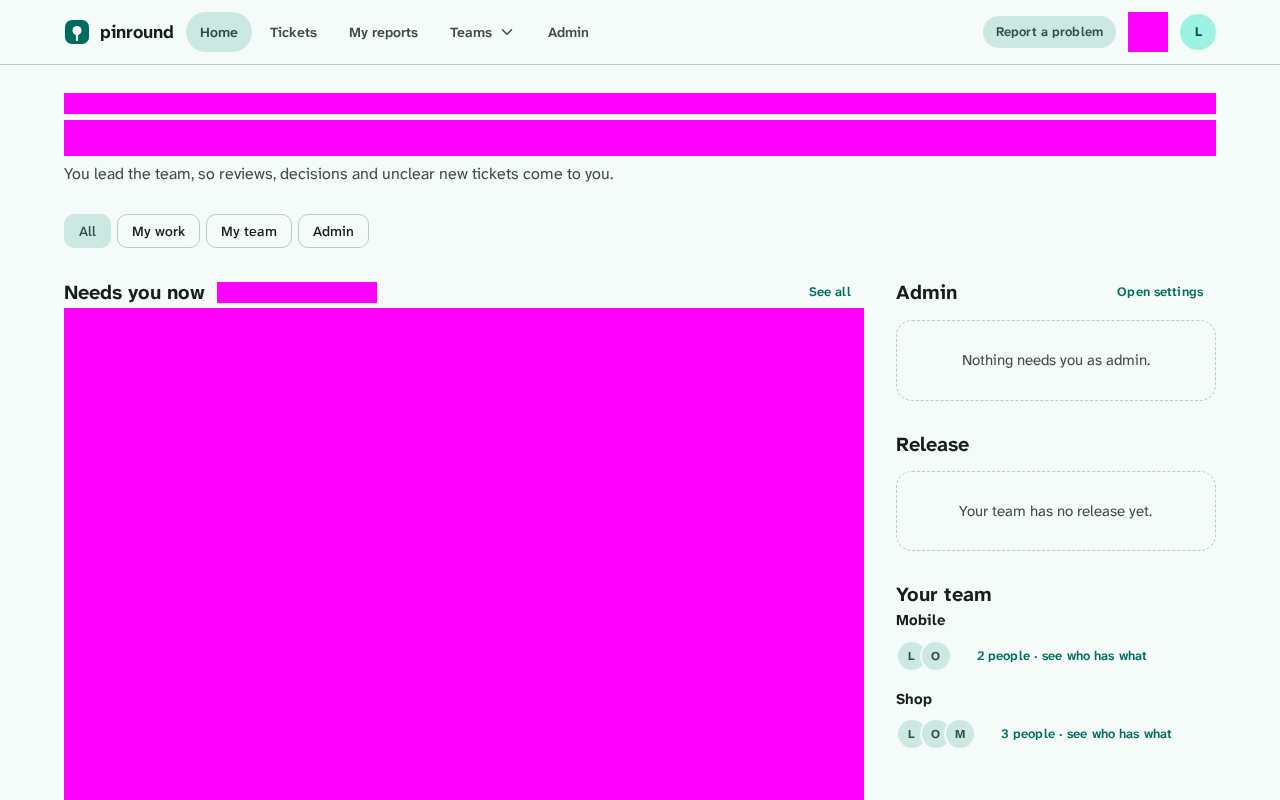 pinround
Home
Tickets
My reports
Teams
Admin
Report a problem
L
You lead the team, so reviews, decisions and unclear new tickets come to you.
All
My work
My team
Admin
Needs you now
See all
Admin
Open settings
Nothing needs you as admin.
Release
Your team has no release yet.
Your team
Mobile
L O 2 people · see who has what
Shop
L O M 3 people · see who has what